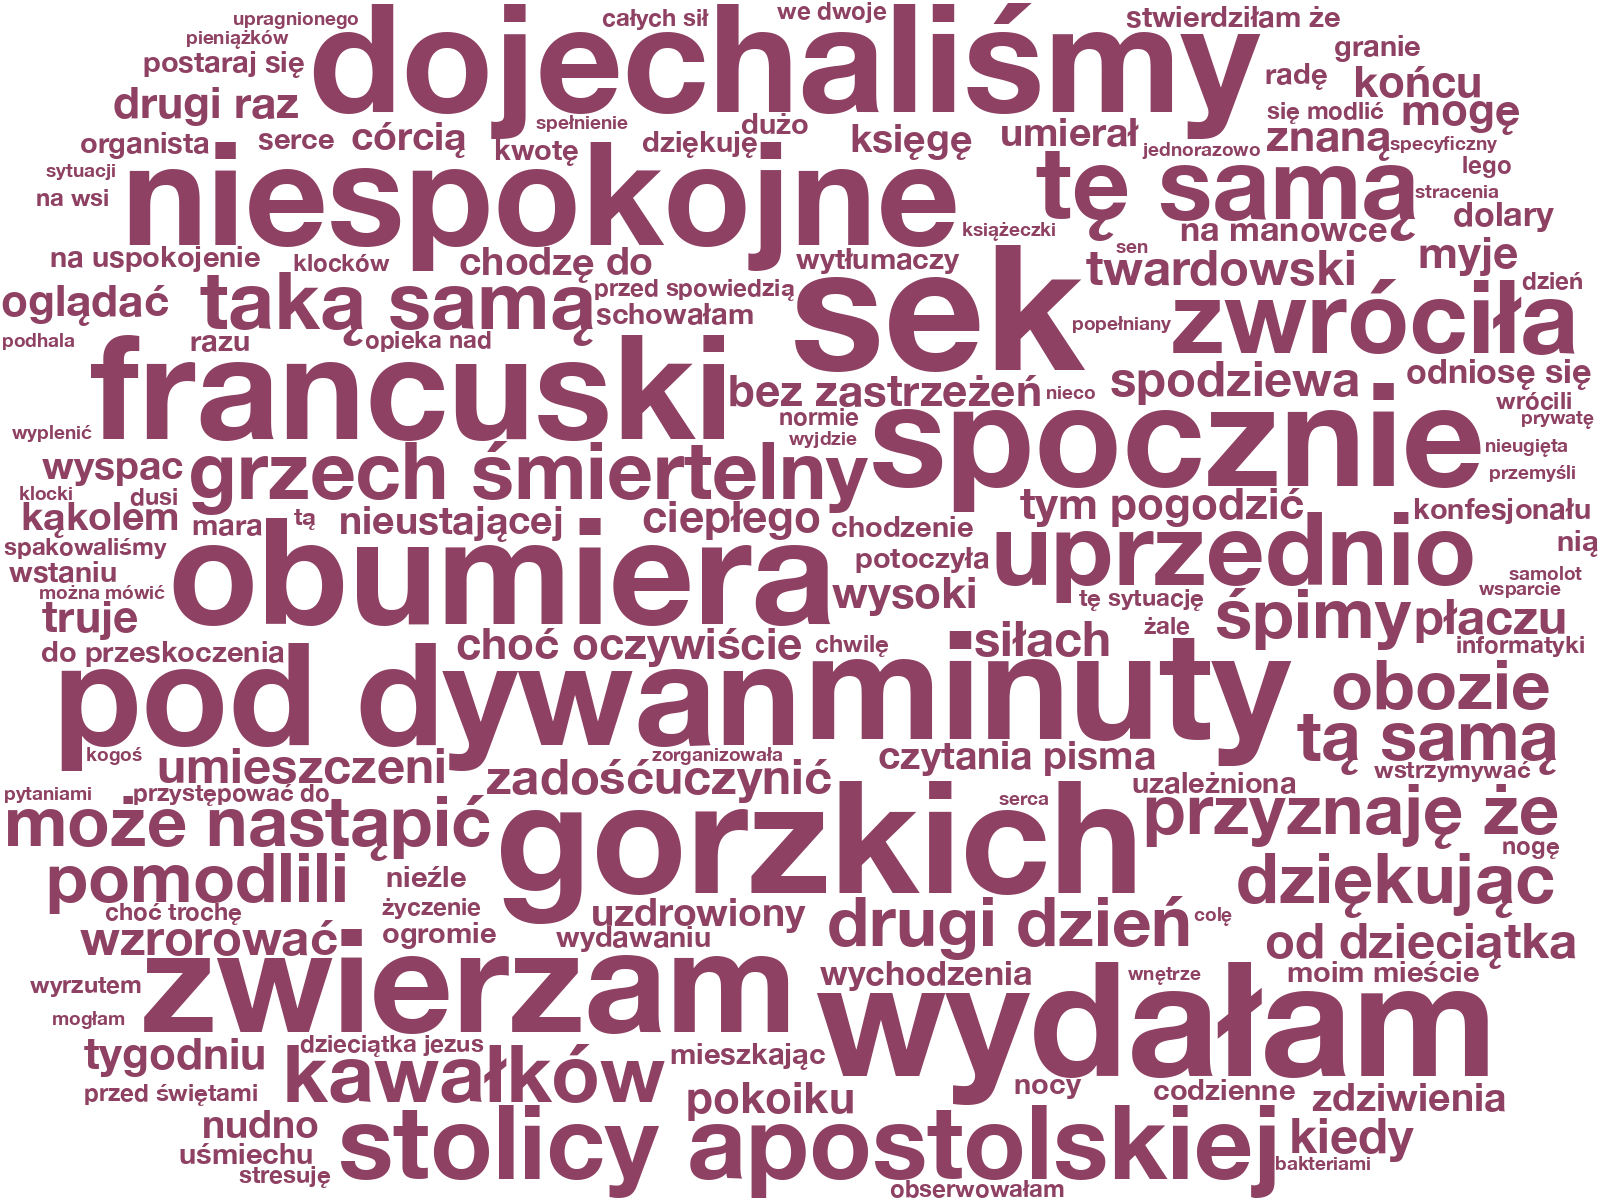 upragnionego
całych sił
we dwoje
stwierdziłam że
pieniążków
dojechaliśmy
granie
postaraj się
radę
końcu
drugi raz
się modlić
mogę
organista
serce
córcią
spełnienie
dużo
kwotę
dziękuję
księgę
umierał
znaną
jednorazowo
specyficzny
sytuacji
niespokojne
tę samą
lego
na wsi
stracenia
dolary
książeczki
na manowce
na uspokojenie
klocków
chodzę do
wytłumaczy
sen
myje
oglądać
taką samą
przed spowiedzią
sek
twardowski
dzień
schowałam
popełniany
zwróciła
podhala
razu
opieka nad
francuski
bez zastrzeżeń
nieco
spodziewa
odniosę się
wrócili
normie
prywatę
wyplenić
wyjdzie
spocznie
nieugięta
wyspac
grzech śmiertelny
przemyśli
klocki
dusi
tym pogodzić
konfesjonału
kąkolem
mara
tą
nieustającej
ciepłego
chodzenie
spakowaliśmy
obumiera
potoczyła
uprzednio
nią
wstaniu
samolot
można mówić
wysoki
tę sytuację
wsparcie
truje
żale
śpimy
płaczu
do przeskoczenia
choć oczywiście
chwilę
siłach
informatyki
pod dywan
minuty
obozie
tą samą
kogoś
umieszczeni
zorganizowała
czytania pisma
wstrzymywać
pytaniami
przystępować do
zadośćuczynić
uzależniona
może nastąpić
gorzkich
serca
przyznaję że
nogę
pomodlili
nieźle
dziękując
choć trochę
życzenie
uzdrowiony
drugi dzień
colę
wzrorować
ogromie
wydawaniu
od dzieciątka
wyrzutem
zwierzam
wychodzenia
wnętrze
moim mieście
mogłam
wydałam
tygodniu
dzieciątka jezus
mieszkając
kawałków
przed świętami
pokoiku
nocy
codzienne
zdziwienia
nudno
stolicy apostolskiej
kiedy
uśmiechu
bakteriami
stresuję
obserwowałam